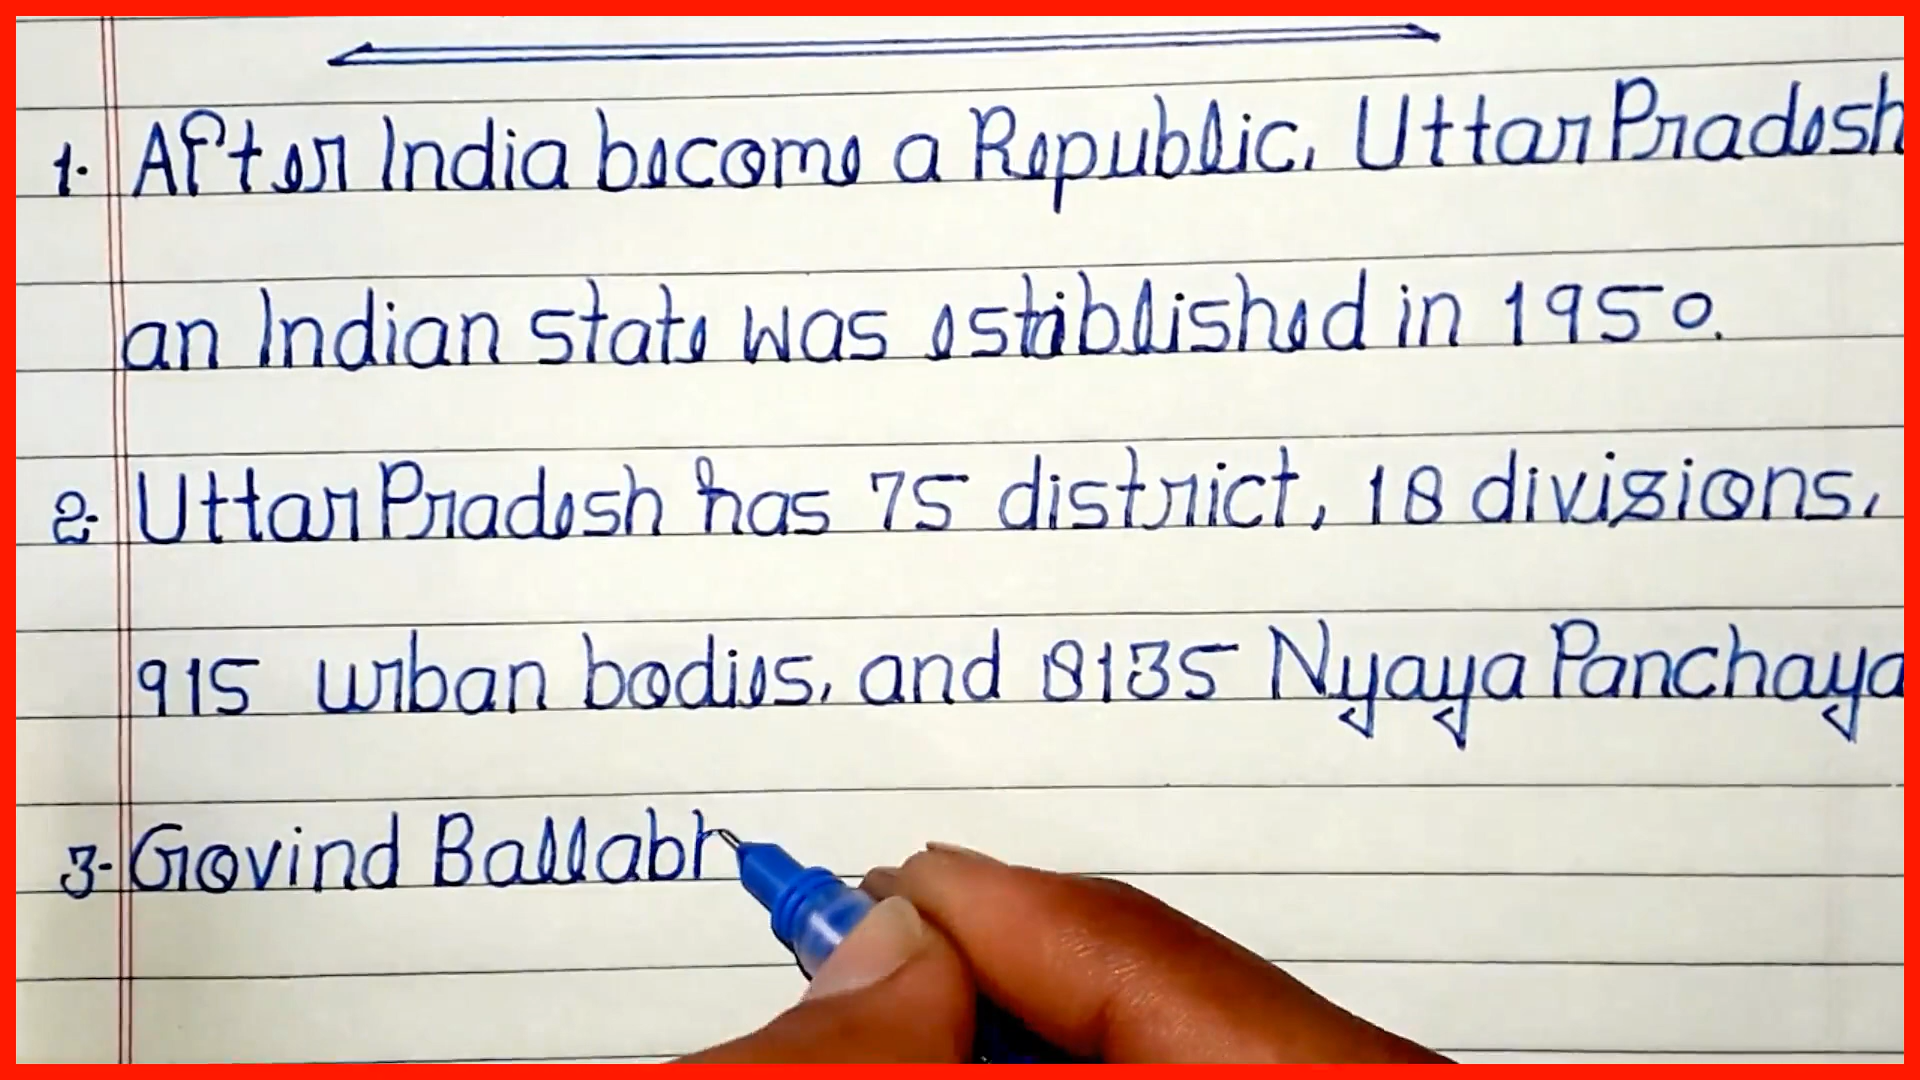 1. After India become a Republic, Uttar Pradesh
an Indian state was established in 1950.
2- Uttar Pradesh has 75 district, 18 divisions,
915 urban bodies, and 8135 Nyaya Panchaya
3- Govind Ballabh